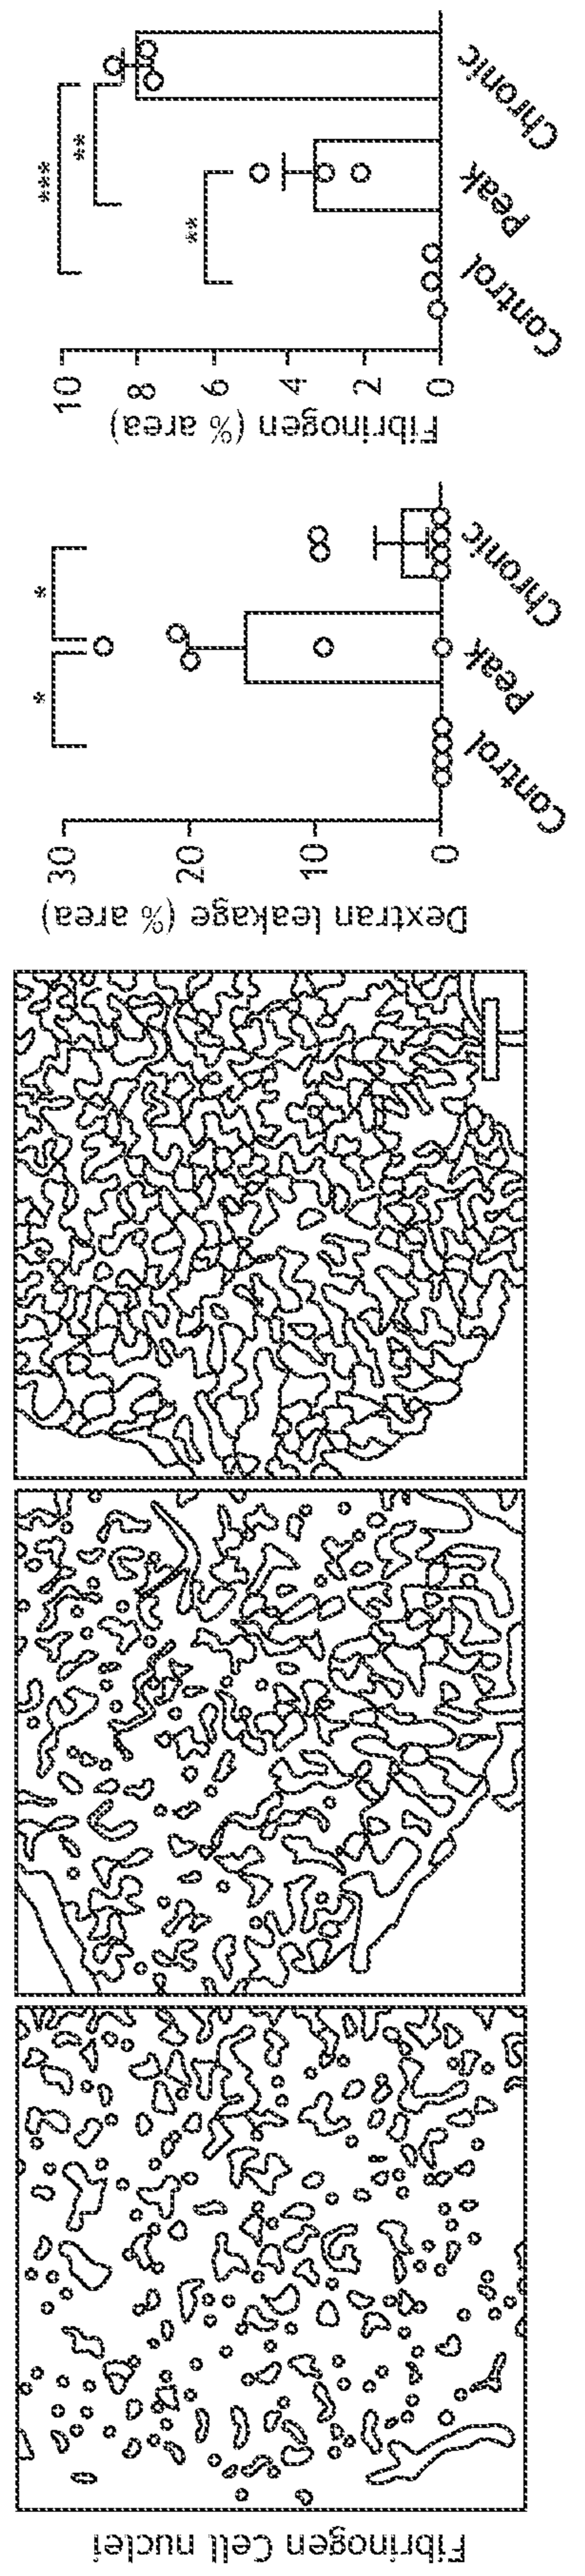 Fibrinogen Cell nuclei
Dextran leakage (% area)
30
20
10
0
*
*
Control
Peak
Chronic
Fibrinogen (% area)
10
8
6
4
2
0
***
**
**
Control
Peak
Chronic